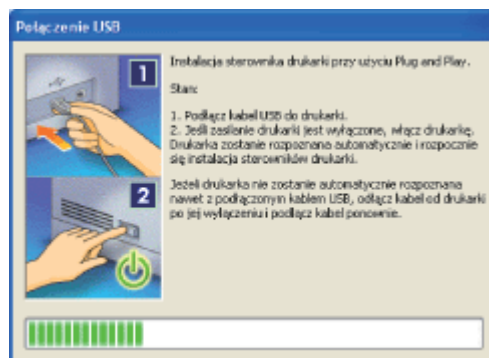 Połączenie USB
1
Instalacja sterownika drukarki przy użyciu Plug and Play.
Stan:
1. Podłącz kabel USB do drukarki.
2. Jeśli zasilanie drukarki jest wyłączone, włącz drukarkę.
Drukarka zostanie rozpoznana automatycznie i rozpocznie
się instalacja sterowników drukarki.
2
Jeżeli drukarka nie zostanie automatycznie rozpoznana
nawet z podłączonym kablem USB, odłącz kabel od drukarki
po jej wyłączeniu i podłącz kabel ponownie.